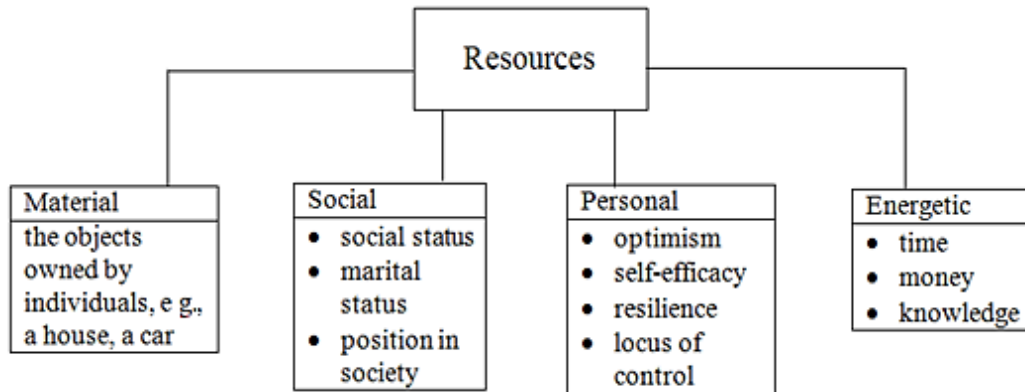 Resources
Material
the objects
owned by
individuals, e g.,
a house, a car
Social
• social status
• marital
status
• position in
society
Personal
• optimism
• self-efficacy
• resilience
• locus of
control
Energetic
• time
• money
• knowledge